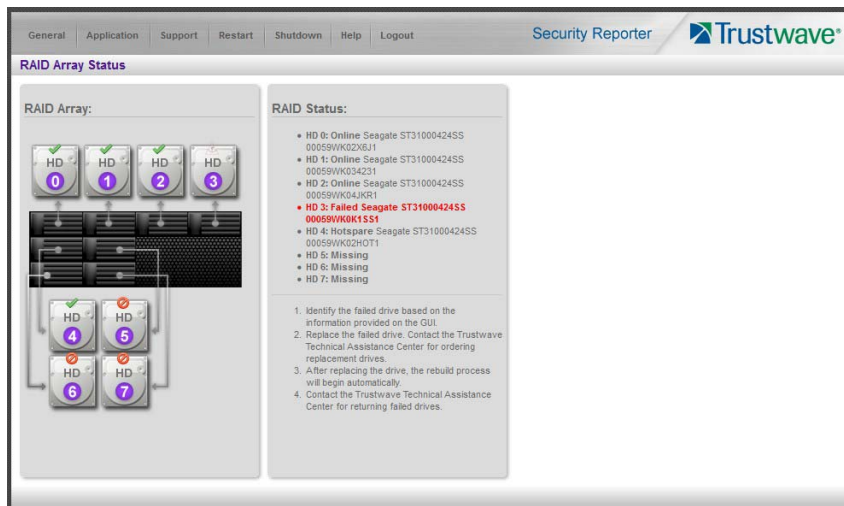 General Application Support Restart Shutdown Help Logout
Security Reporter
Trustwave®
RAID Array Status
RAID Array:
HD 0
HD 1
HD 2
HD 3
HD 4
HD 5
HD 6
HD 7
RAID Status:
• HD 0: Online Seagate ST31000424SS
00059WK02X6J1
• HD 1: Online Seagate ST31000424SS
00059WK034231
• HD 2: Online Seagate ST31000424SS
00059WK04JKR1
• HD 3: Failed Seagate ST31000424SS
00059WK0K1SS1
• HD 4: Hotspare Seagate ST31000424SS
00059WK02HOT1
• HD 5: Missing
• HD 6: Missing
• HD 7: Missing
1. Identify the failed drive based on the
information provided on the GUI.
2. Replace the failed drive. Contact the Trustwave
Technical Assistance Center for ordering
replacement drives.
3. After replacing the drive, the rebuild process
will begin automatically.
4. Contact the Trustwave Technical Assistance
Center for returning failed drives.